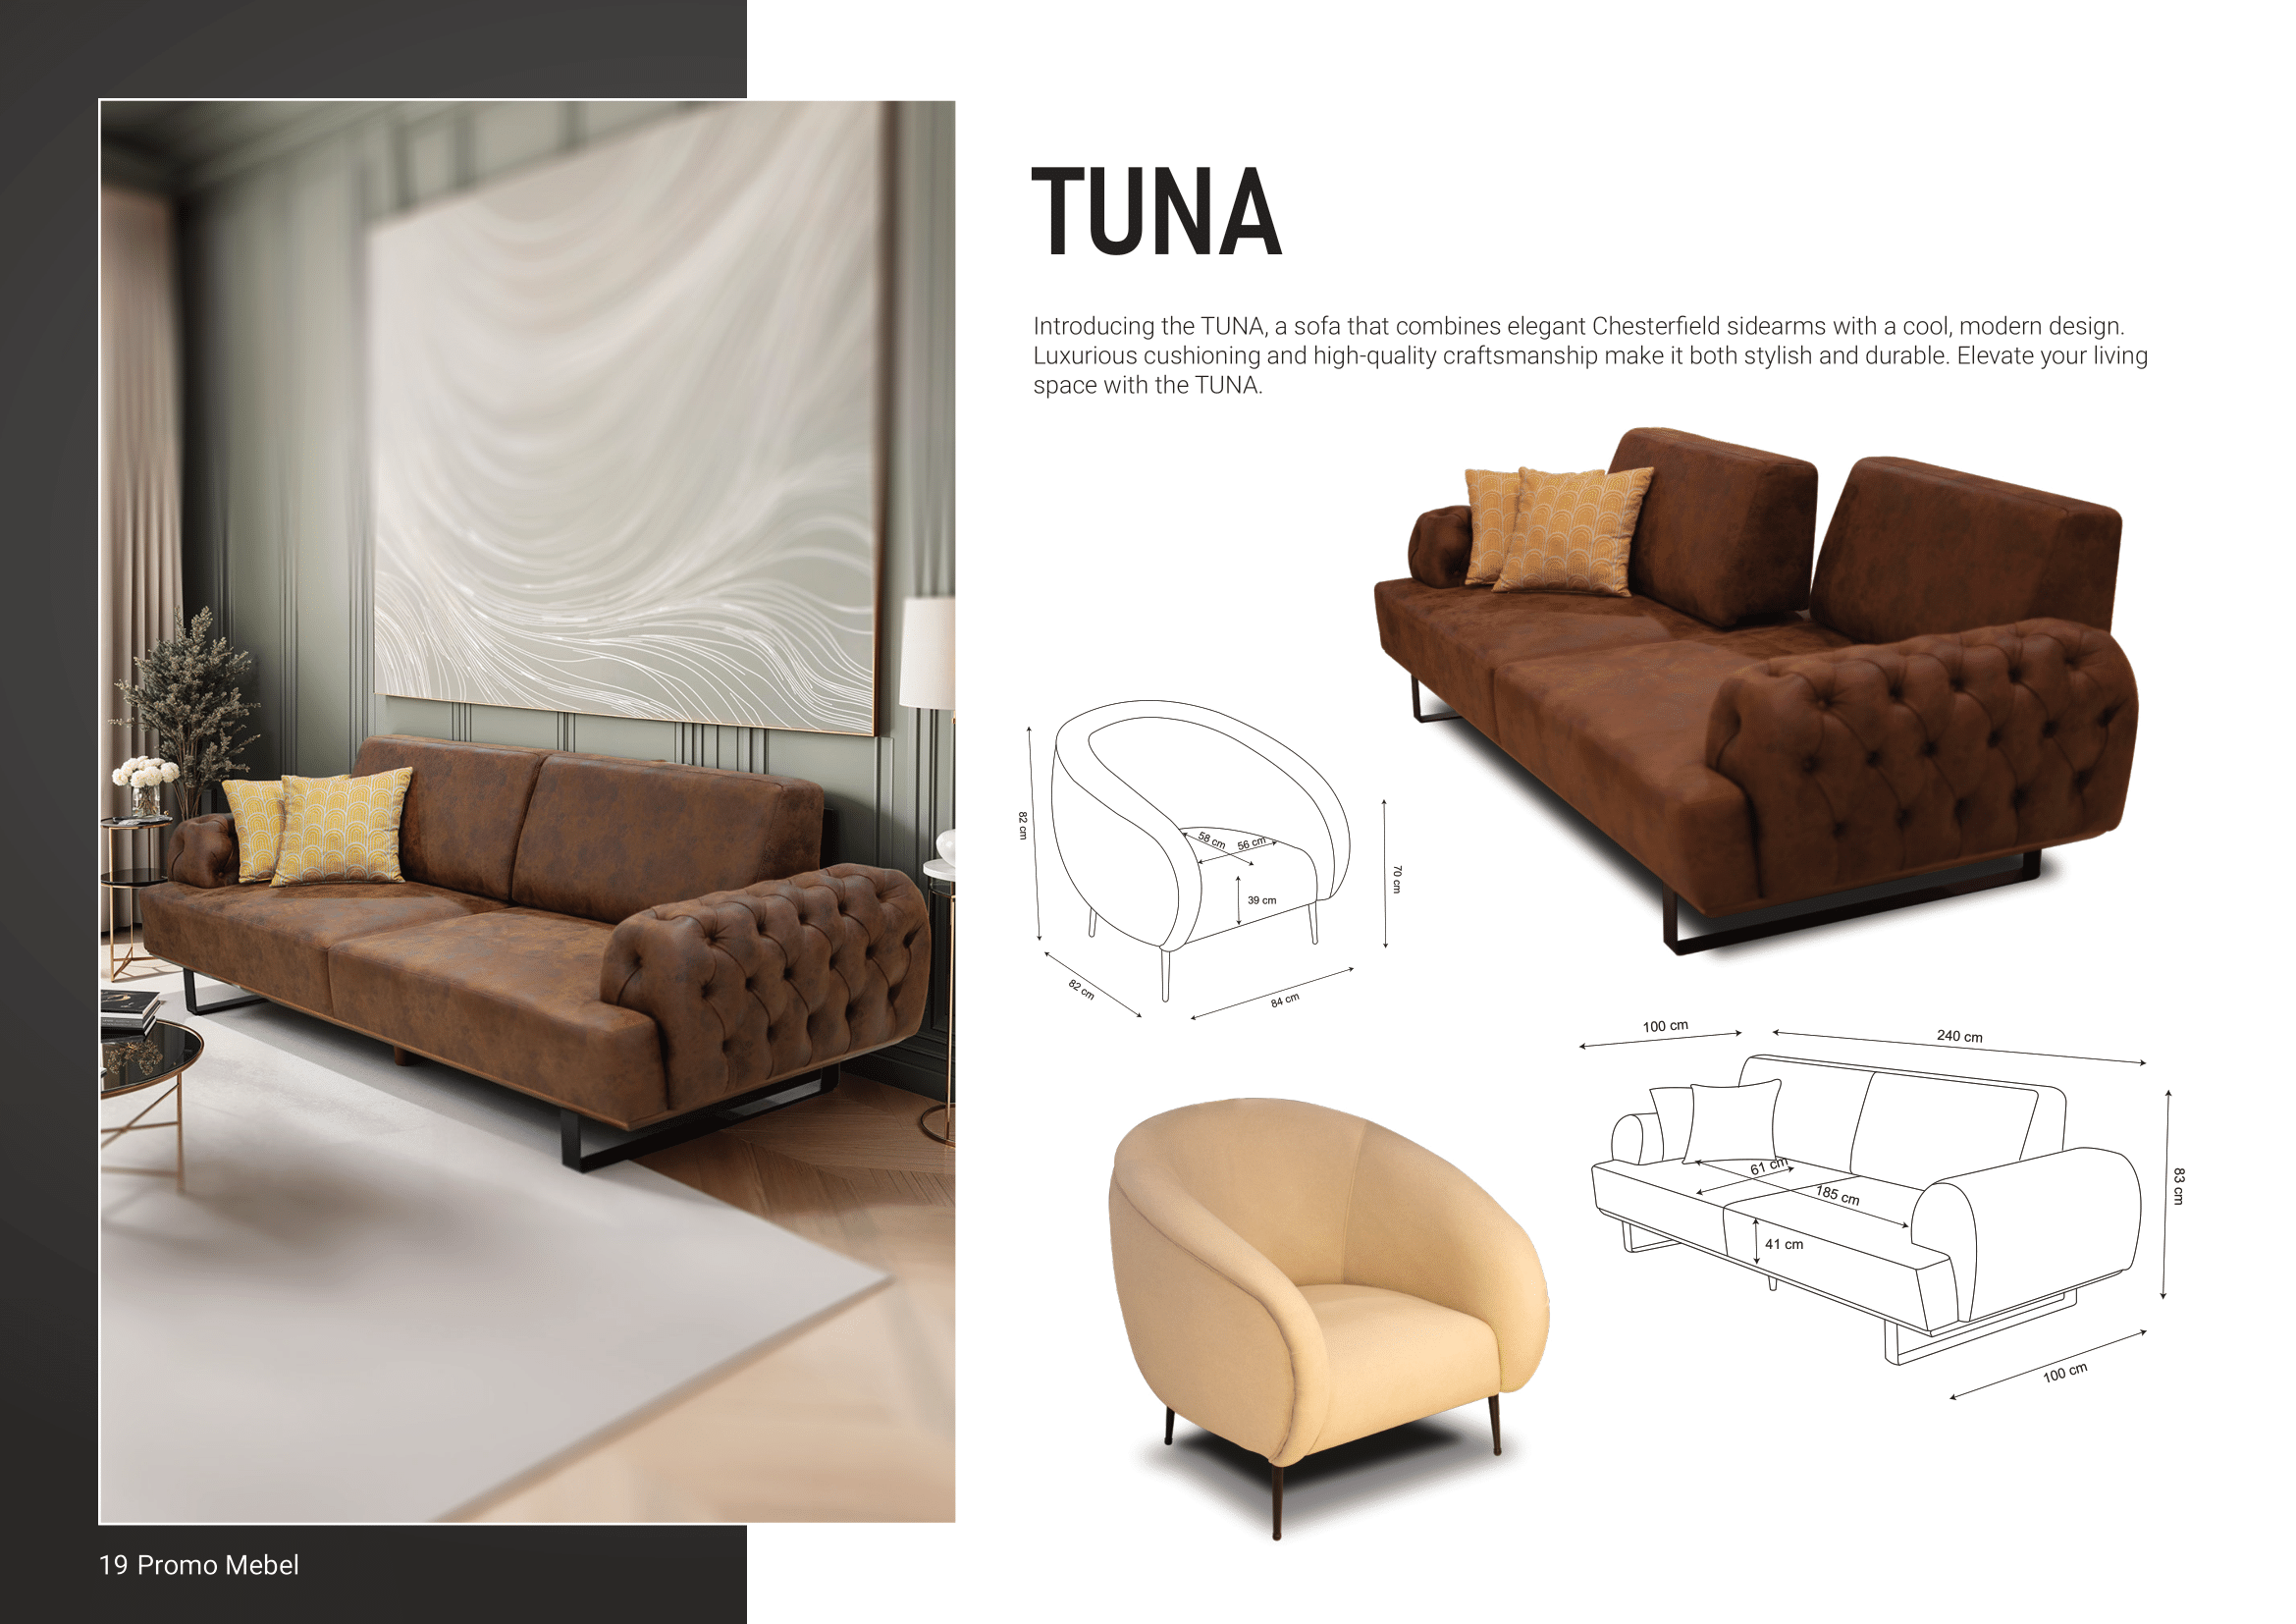 TUNA
Introducing the TUNA, a sofa that combines elegant Chesterfield sidearms with a cool, modern design.
Luxurious cushioning and high-quality craftsmanship make it both stylish and durable. Elevate your living
space with the TUNA.
82 cm
58 cm
56 cm
39 cm
70 cm
82 cm
84 cm
100 cm
240 cm
61 cm
185 cm
41 cm
83 cm
100 cm
19 Promo Mebel